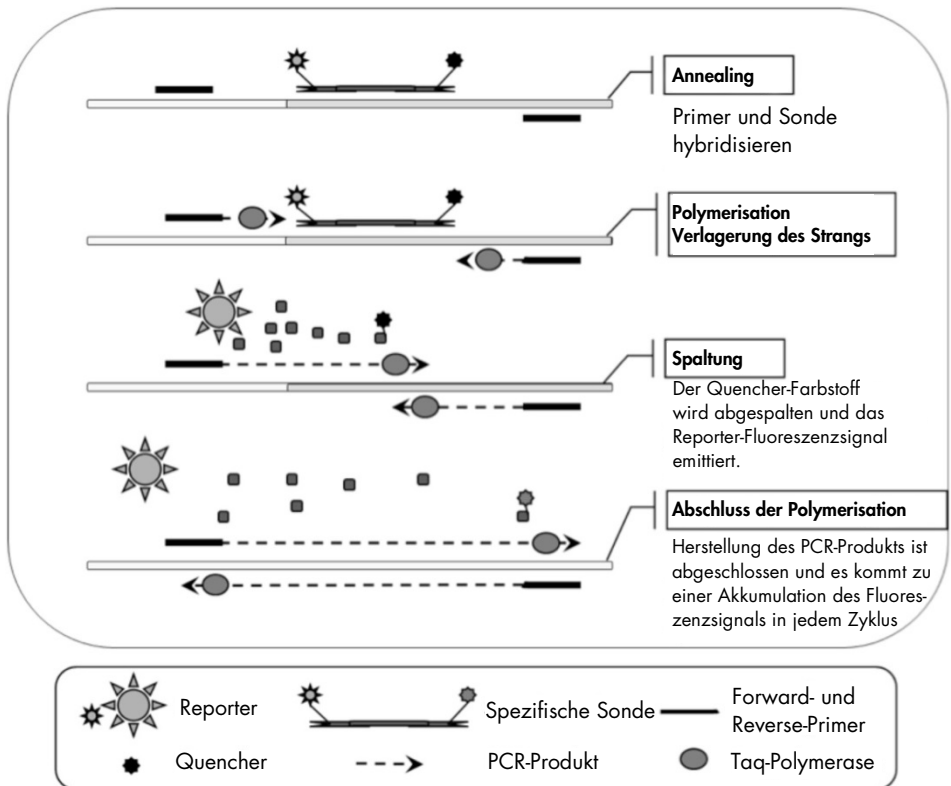 Annealing
Primer und Sonde
hybridisieren
Polymerisation
Verlagerung des Strangs
Spaltung
Der Quencher-Farbstoff
wird abgespalten und das
Reporter-Fluoreszenzsignal
emittiert.
Abschluss der Polymerisation
Herstellung des PCR-Produkts ist
abgeschlossen und es kommt zu
einer Akkumulation des Fluores-
zenzsignals in jedem Zyklus
Reporter
Spezifische Sonde
Forward- und
Reverse-Primer
Quencher
PCR-Produkt
Taq-Polymerase